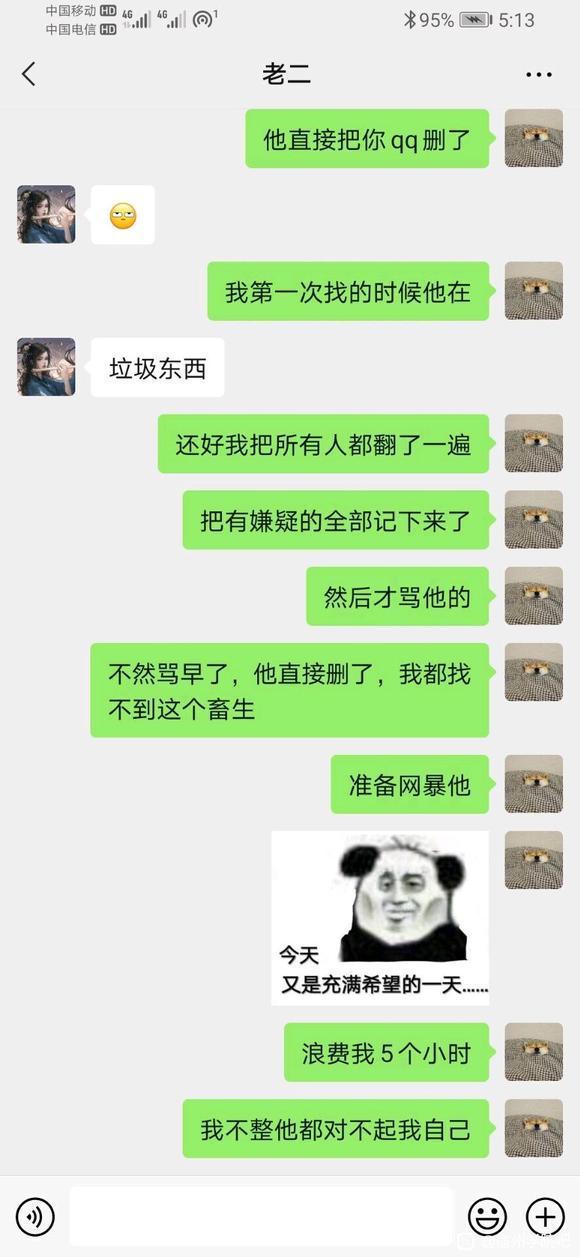 中国移动 HD 4G 4G 1 95% 5:13
中国电信 HD
老二
他直接把你qq删了
我第一次找的时候他在
垃圾东西
还好我把所有人都翻了一遍
把有嫌疑的全部记下来了
然后才骂他的
不然骂早了，他直接删了，我都找
不到这个畜生
准备网暴他
今天
又是充满希望的一天......
浪费我5个小时
我不整他都对不起我自己